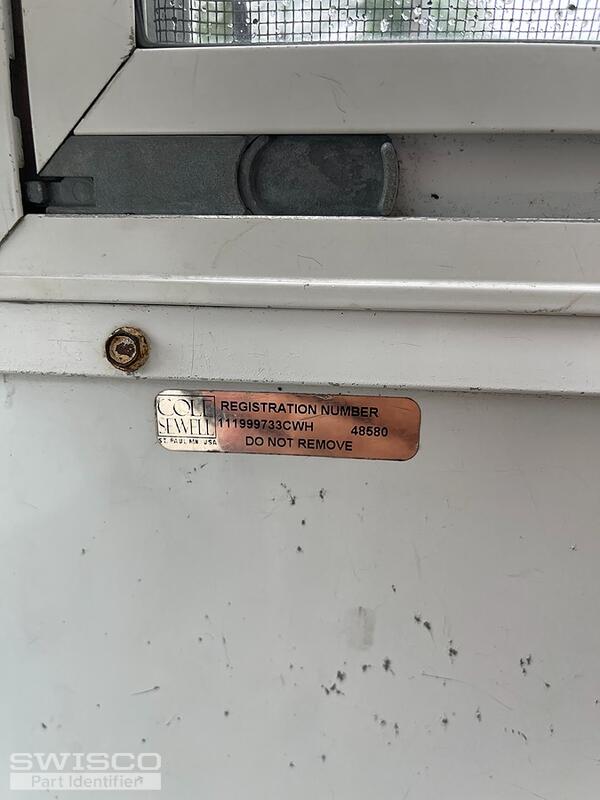 COLE
SEWELL
ST. PAUL MN USA
REGISTRATION NUMBER
111999733CWH 48580
DO NOT REMOVE
SWISCO
Part Identifier